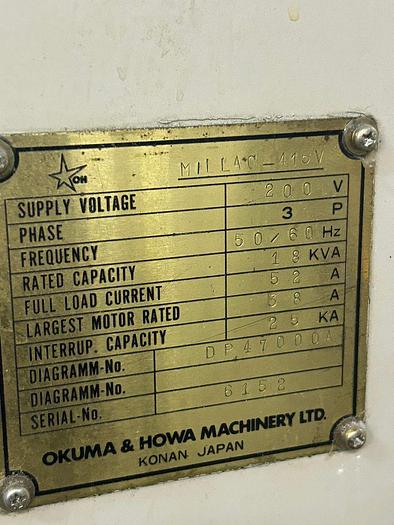 OH MILLAC-415V
SUPPLY VOLTAGE 200 V
PHASE 3 P
FREQUENCY 50/60 Hz
RATED CAPACITY 18 KVA
FULL LOAD CURRENT 52 A
LARGEST MOTOR RATED 38 A
INTERRUP. CAPACITY 25 KA
DIAGRAMM-No. DP47000A
DIAGRAMM-No.
SERIAL-No. 6152
OKUMA & HOWA MACHINERY LTD.
KONAN JAPAN